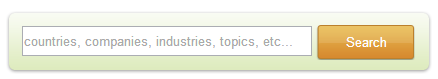 countries, companies, industries, topics, etc...
Search